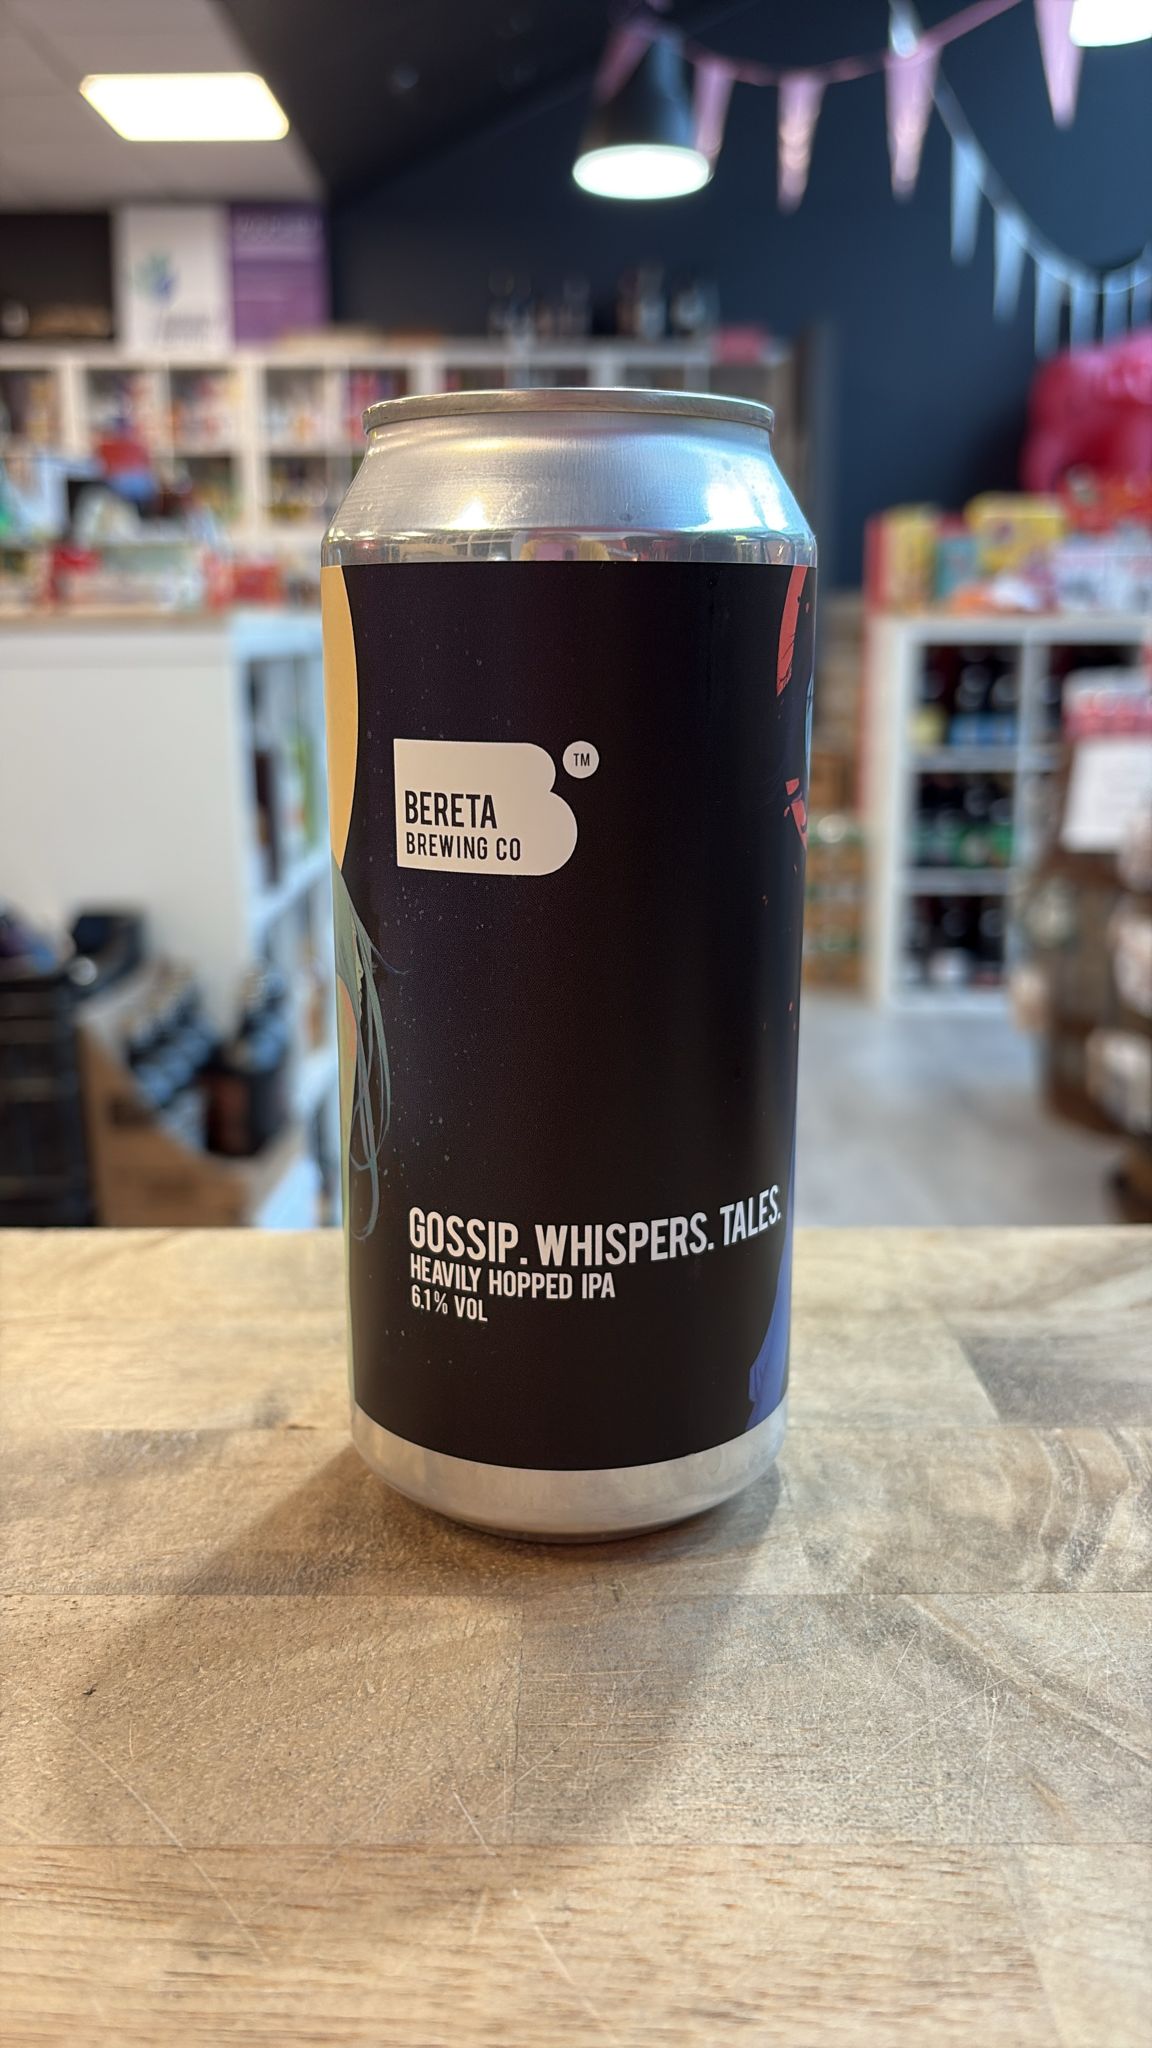 TM
BERETA
BREWING CO
GOSSIP. WHISPERS. TALES.
HEAVILY HOPPED IPA
6.1% VOL